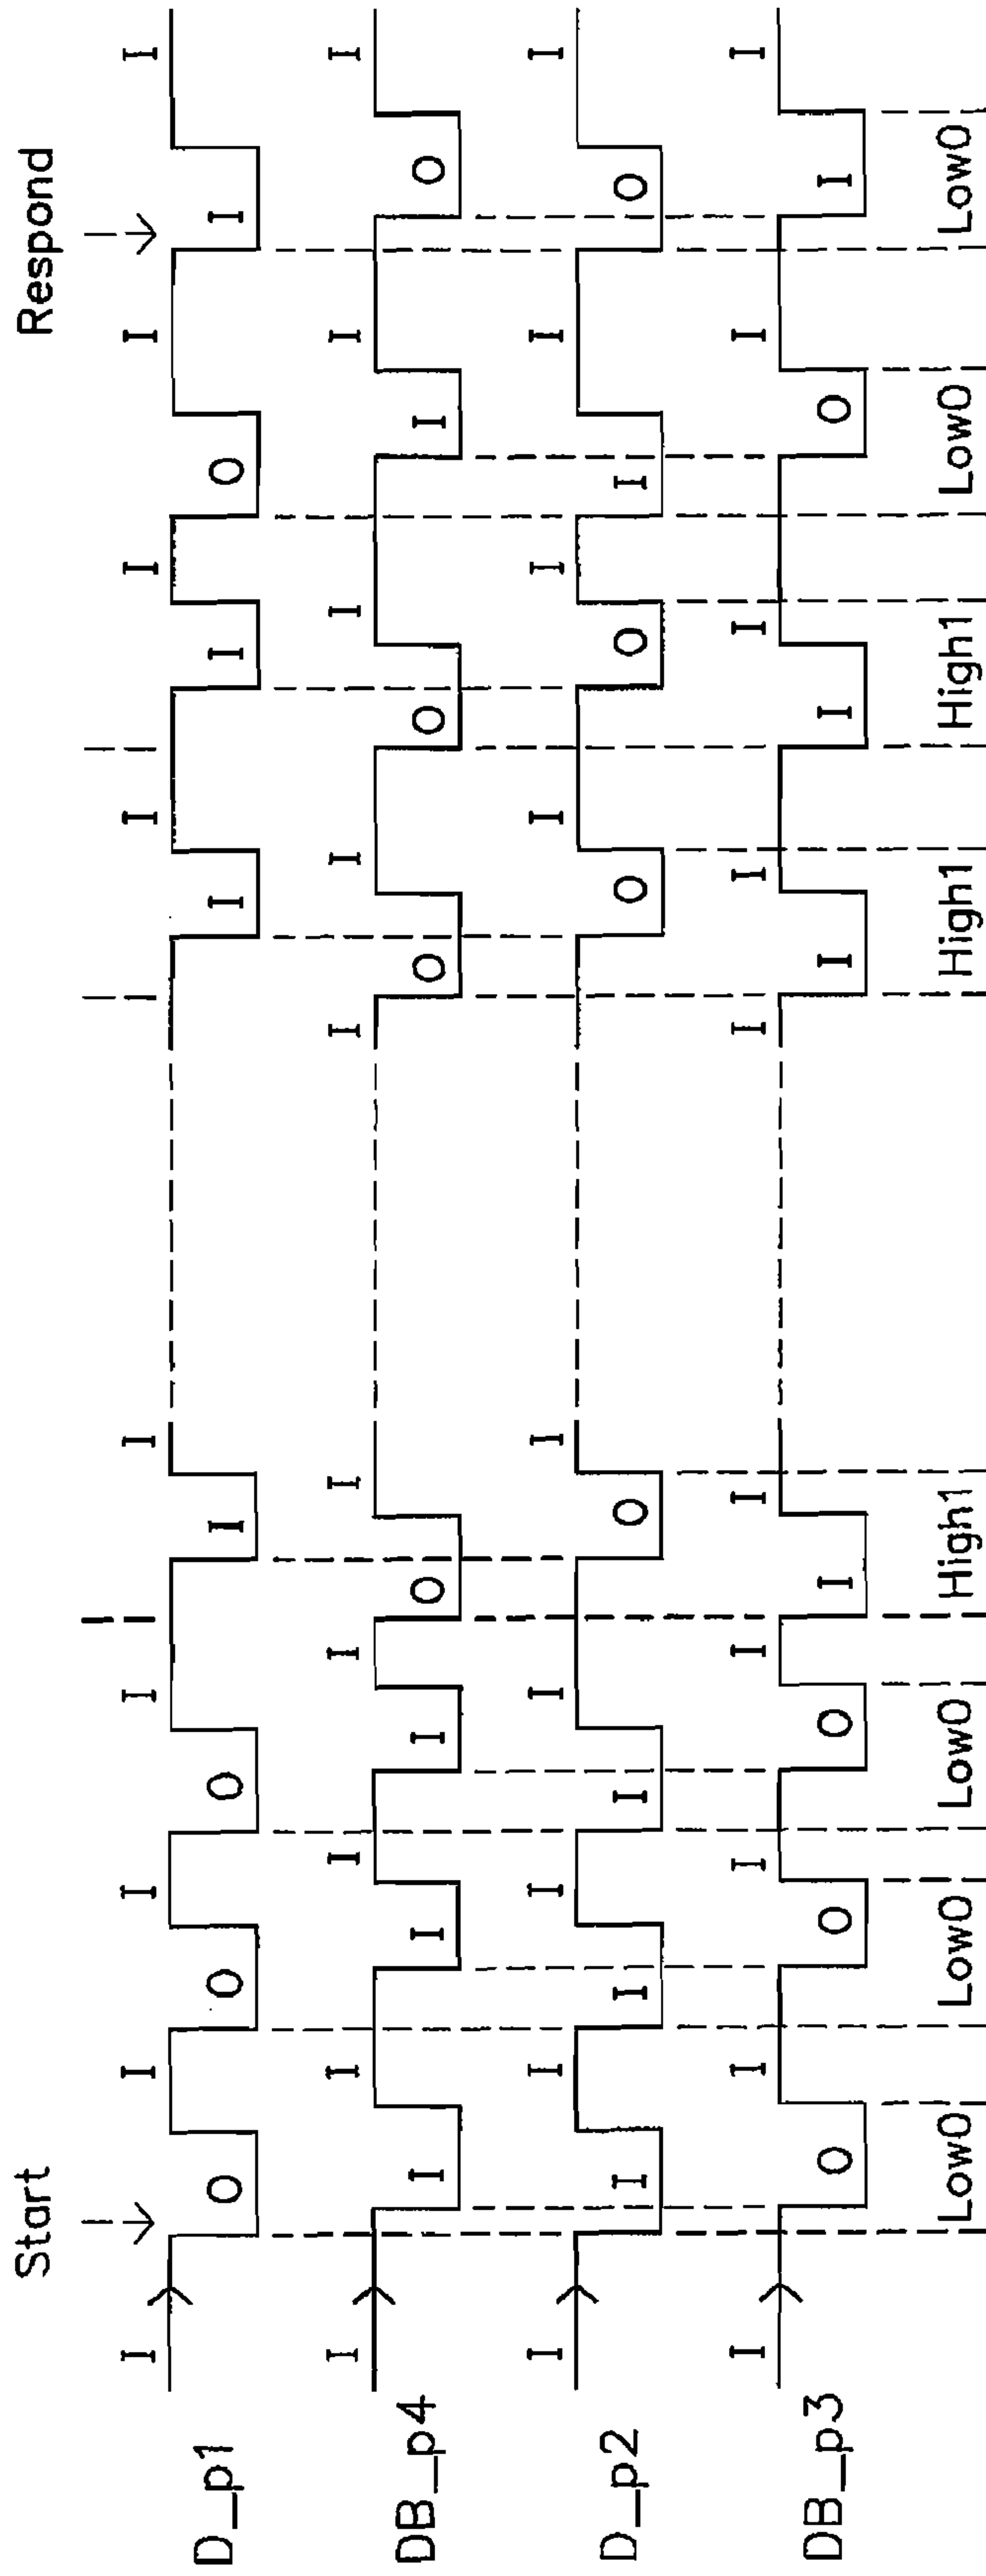 Start Respond
I I I I I I I I I
D_p1 O O O I I I O I
I I I I I I I I I I
DB_p4 I I I O O O I O
I I I I I I I I I
D_p2 I I I O O O I O
I I I I I I I I I I
DB_p3 O O O I I I O I
Low0 Low0 Low0 High1 High1 High1 Low0 Low0